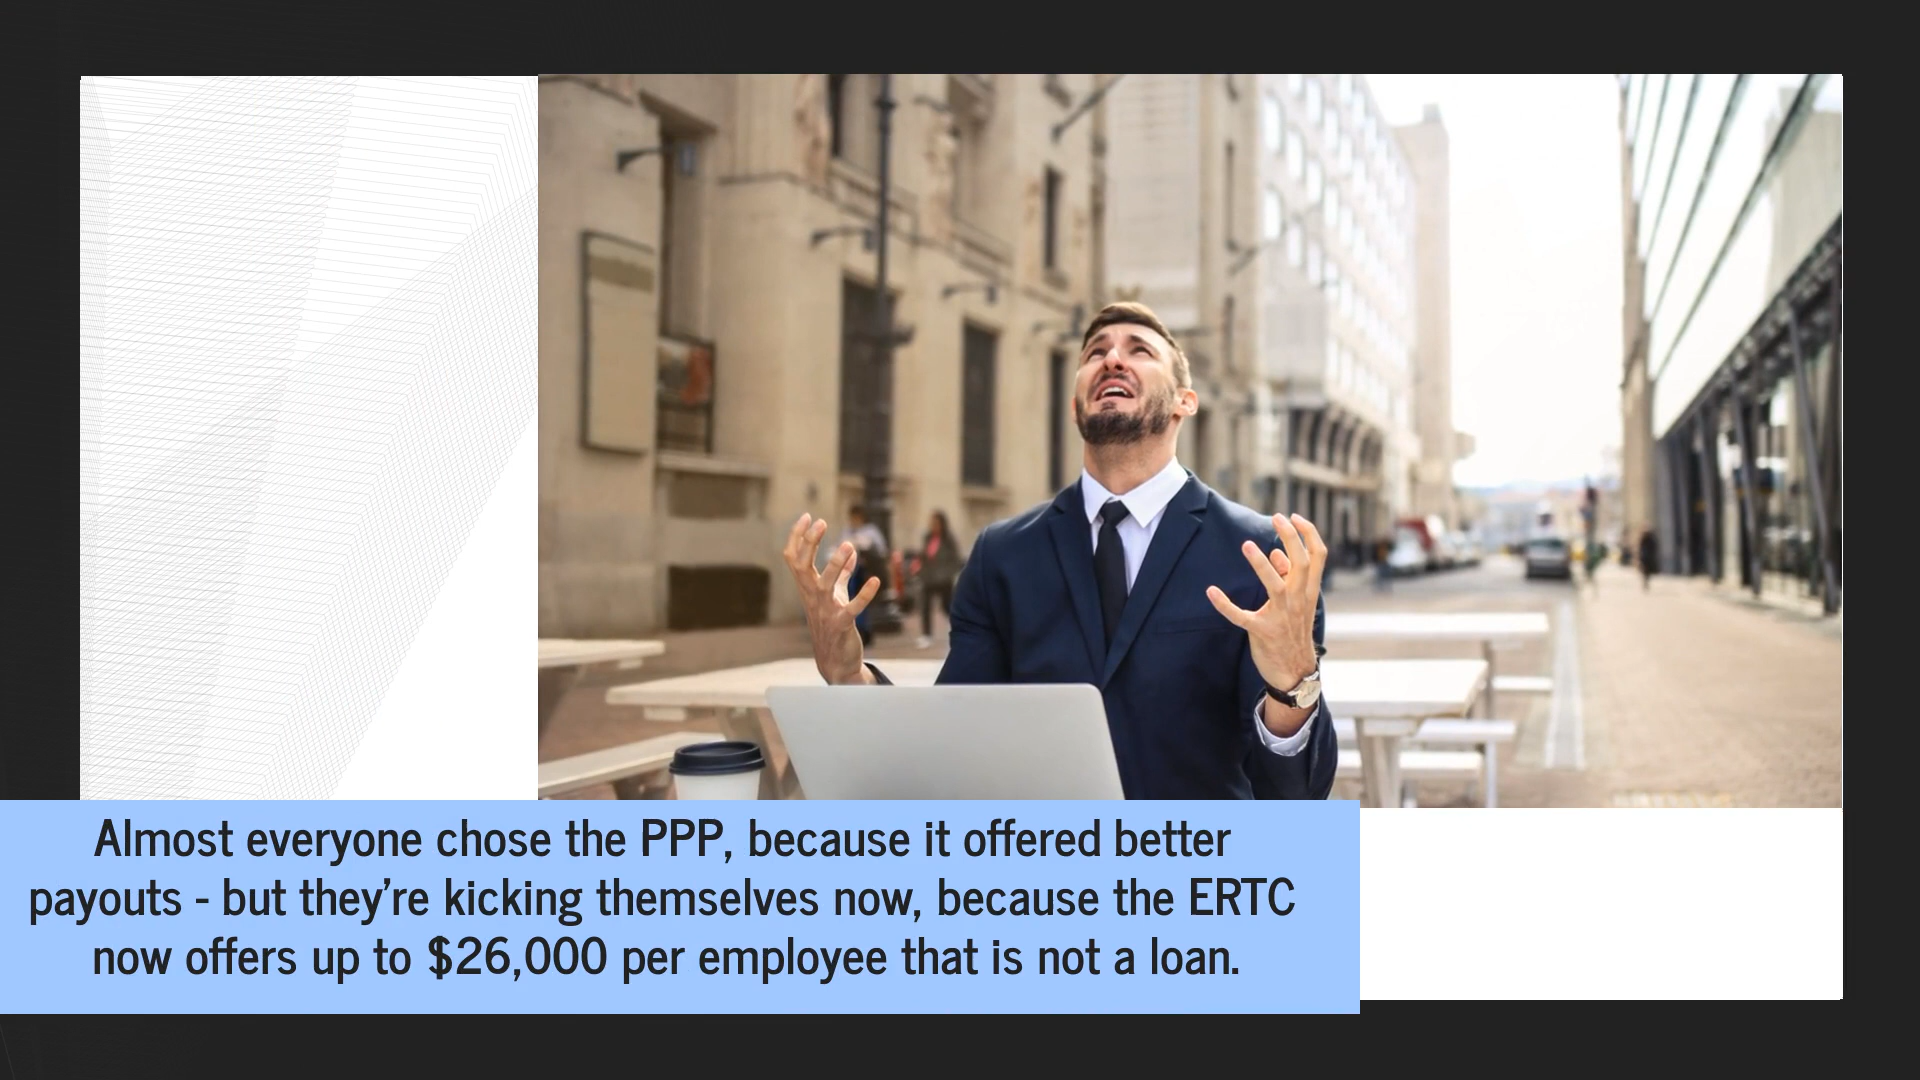 Almost everyone chose the PPP, because it offered better
payouts - but they’re kicking themselves now, because the ERTC
now offers up to $26,000 per employee that is not a loan.